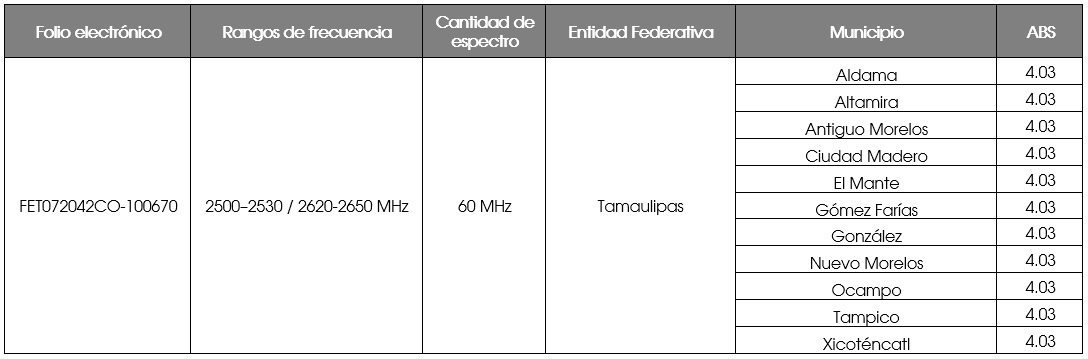 Folio electrónico Rangos de frecuencia Cantidad de espectro Entidad Federativa Municipio ABS
Aldama 4.03
Altamira 4.03
Antiguo Morelos 4.03
Ciudad Madero 4.03
El Mante 4.03
FET072042CO-100670 2500–2530 / 2620-2650 MHz 60 MHz Tamaulipas Gómez Farías 4.03
González 4.03
Nuevo Morelos 4.03
Ocampo 4.03
Tampico 4.03
Xicoténcatl 4.03